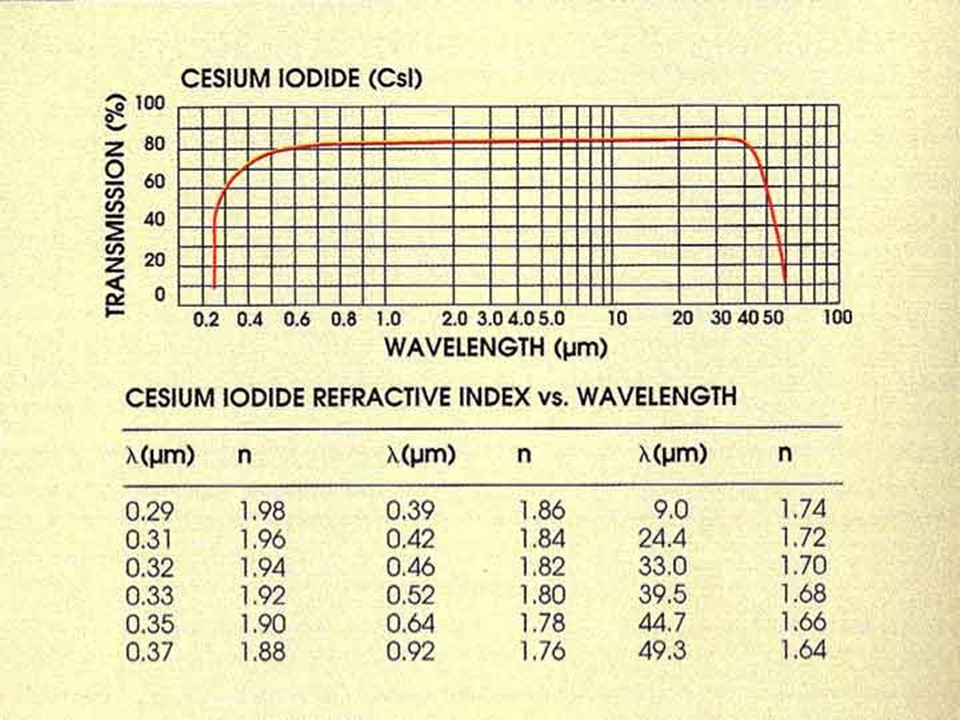 CESIUM IODIDE (CsI)
TRANSMISSION (%)
100
80
60
40
20
0
0.2 0.4 0.6 0.8 1.0 2.0 3.0 4.0 5.0 10 20 30 40 50 100
WAVELENGTH (μm)
CESIUM IODIDE REFRACTIVE INDEX vs. WAVELENGTH
λ(μm) n λ(μm) n λ(μm) n
0.29 1.98 0.39 1.86 9.0 1.74
0.31 1.96 0.42 1.84 24.4 1.72
0.32 1.94 0.46 1.82 33.0 1.70
0.33 1.92 0.52 1.80 39.5 1.68
0.35 1.90 0.64 1.78 44.7 1.66
0.37 1.88 0.92 1.76 49.3 1.64